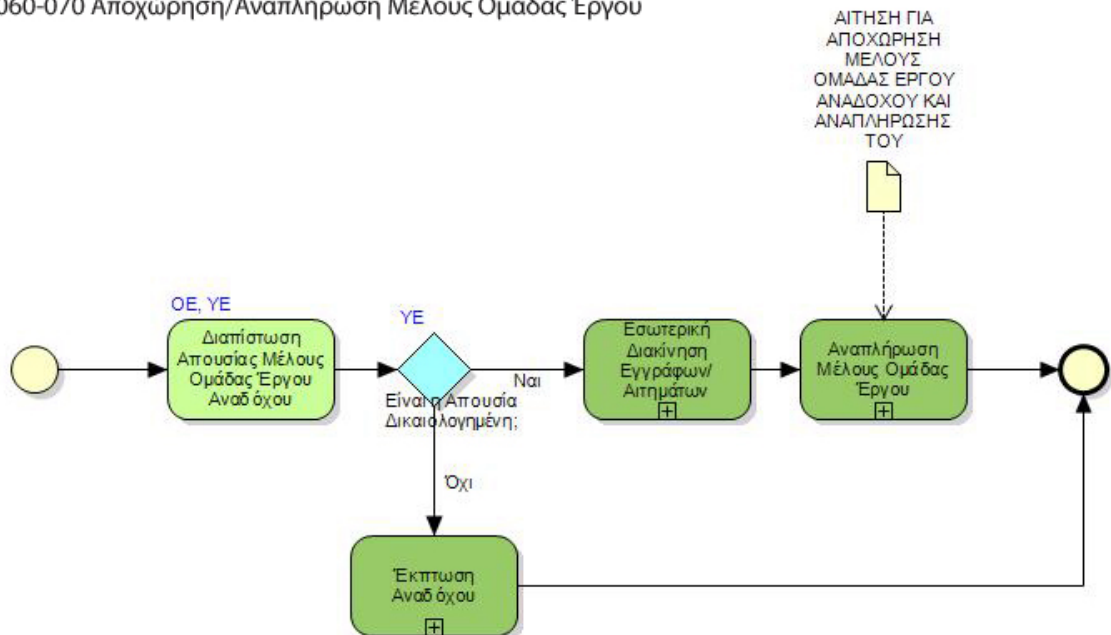 060-070 Αποχώρηση/Αναπλήρωση Μέλους Ομάδας Έργου
ΑΙΤΗΣΗ ΓΙΑ
ΑΠΟΧΩΡΗΣΗ
ΜΕΛΟΥΣ
ΟΜΑΔΑΣ ΕΡΓΟΥ
ΑΝΑΔΟΧΟΥ ΚΑΙ
ΑΝΑΠΛΗΡΩΣΗΣ
ΤΟΥ
ΟΕ, ΥΕ
Διαπίστωση
Απουσίας Μέλους
Ομάδας Έργου
Αναδόχου
ΥΕ
Είναι η Απουσία
Δικαιολογημένη;
Ναι
Εσωτερική
Διακίνηση
Εγγράφων/
Αιτημάτων
Αναπλήρωση
Μέλους Ομάδας
Έργου
Όχι
Έκπτωση
Αναδόχου